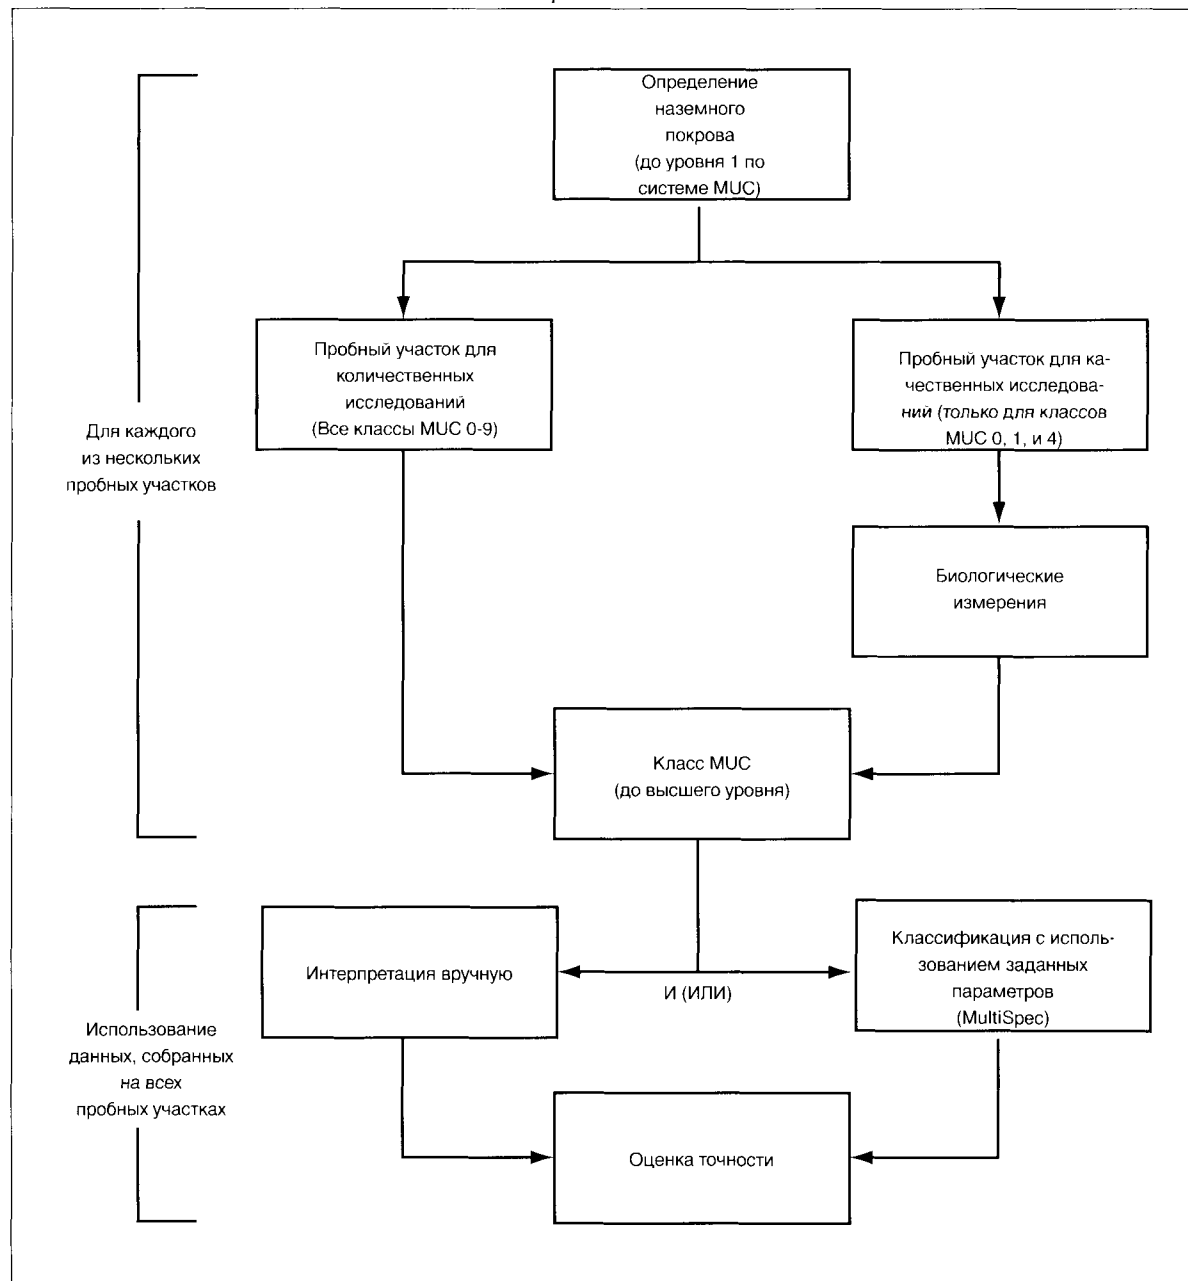 Определение
наземного
покрова
(до уровня 1 по
системе MUC)
Пробный участок для
количественных
исследований
(Все классы MUC 0-9)
Пробный участок для ка-
чественных исследова-
ний (только для классов
MUC 0, 1, и 4)
Для каждого
из нескольких
пробных участков
Биологические
измерения
Класс MUC
(до высшего уровня)
Интерпретация вручную
И (ИЛИ)
Классификация с исполь-
зованием заданных
параметров
(MultiSpec)
Использование
данных, собранных
на всех
пробных участках
Оценка точности